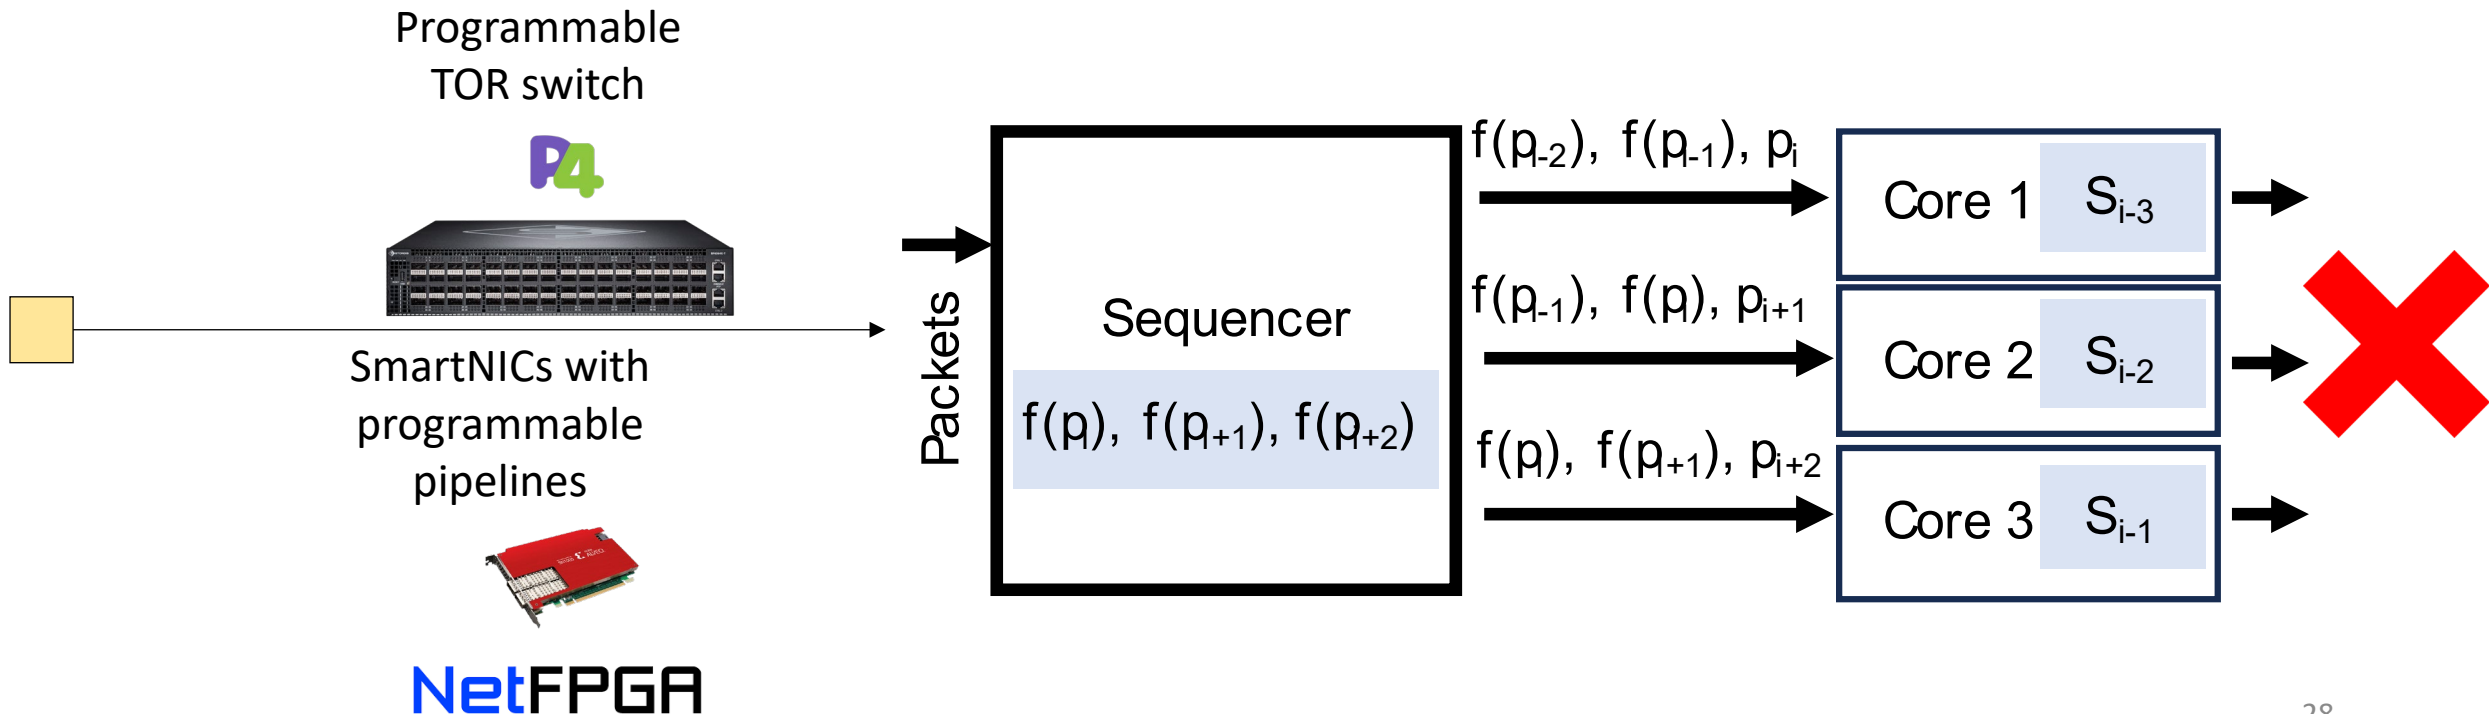 Programmable
TOR switch
P4
SmartNICs with
programmable
pipelines
NetFPGA
Packets
Sequencer
f(pᵢ), f(pᵢ₊₁), f(pᵢ₊₂)
f(pᵢ₋₂), f(pᵢ₋₁), pᵢ
f(pᵢ₋₁), f(pᵢ), pᵢ₊₁
f(pᵢ), f(pᵢ₊₁), pᵢ₊₂
Core 1 Sᵢ₋₃
Core 2 Sᵢ₋₂
Core 3 Sᵢ₋₁
28